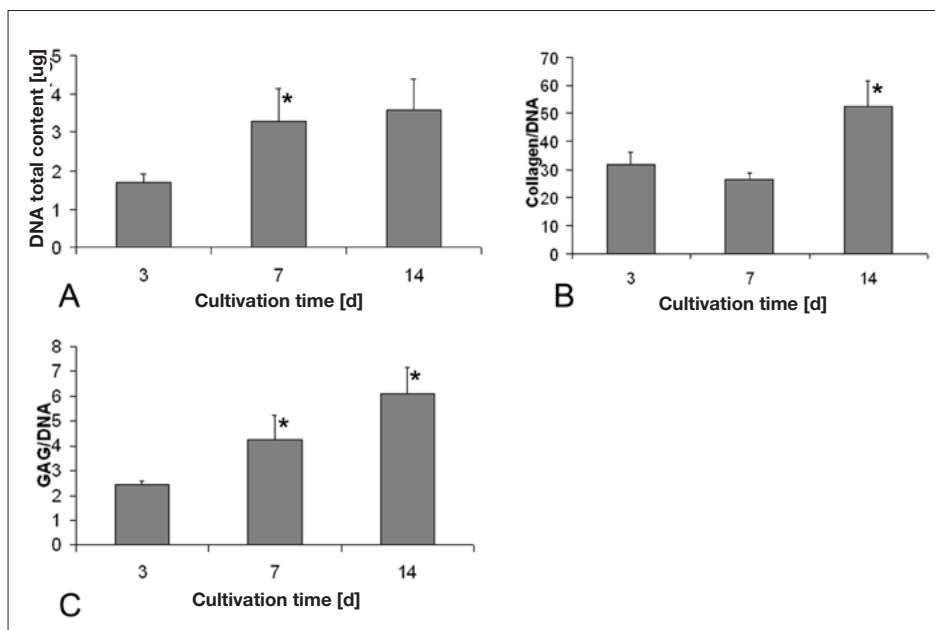 DNA total content [ug]
5
4
3
2
1
0
*
3 7 14
A
Cultivation time [d]
Collagen/DNA
70
60
50
40
30
20
10
0
*
3 7 14
B
Cultivation time [d]
GAG/DNA
8
7
6
5
4
3
2
1
0
*
*
3 7 14
C
Cultivation time [d]